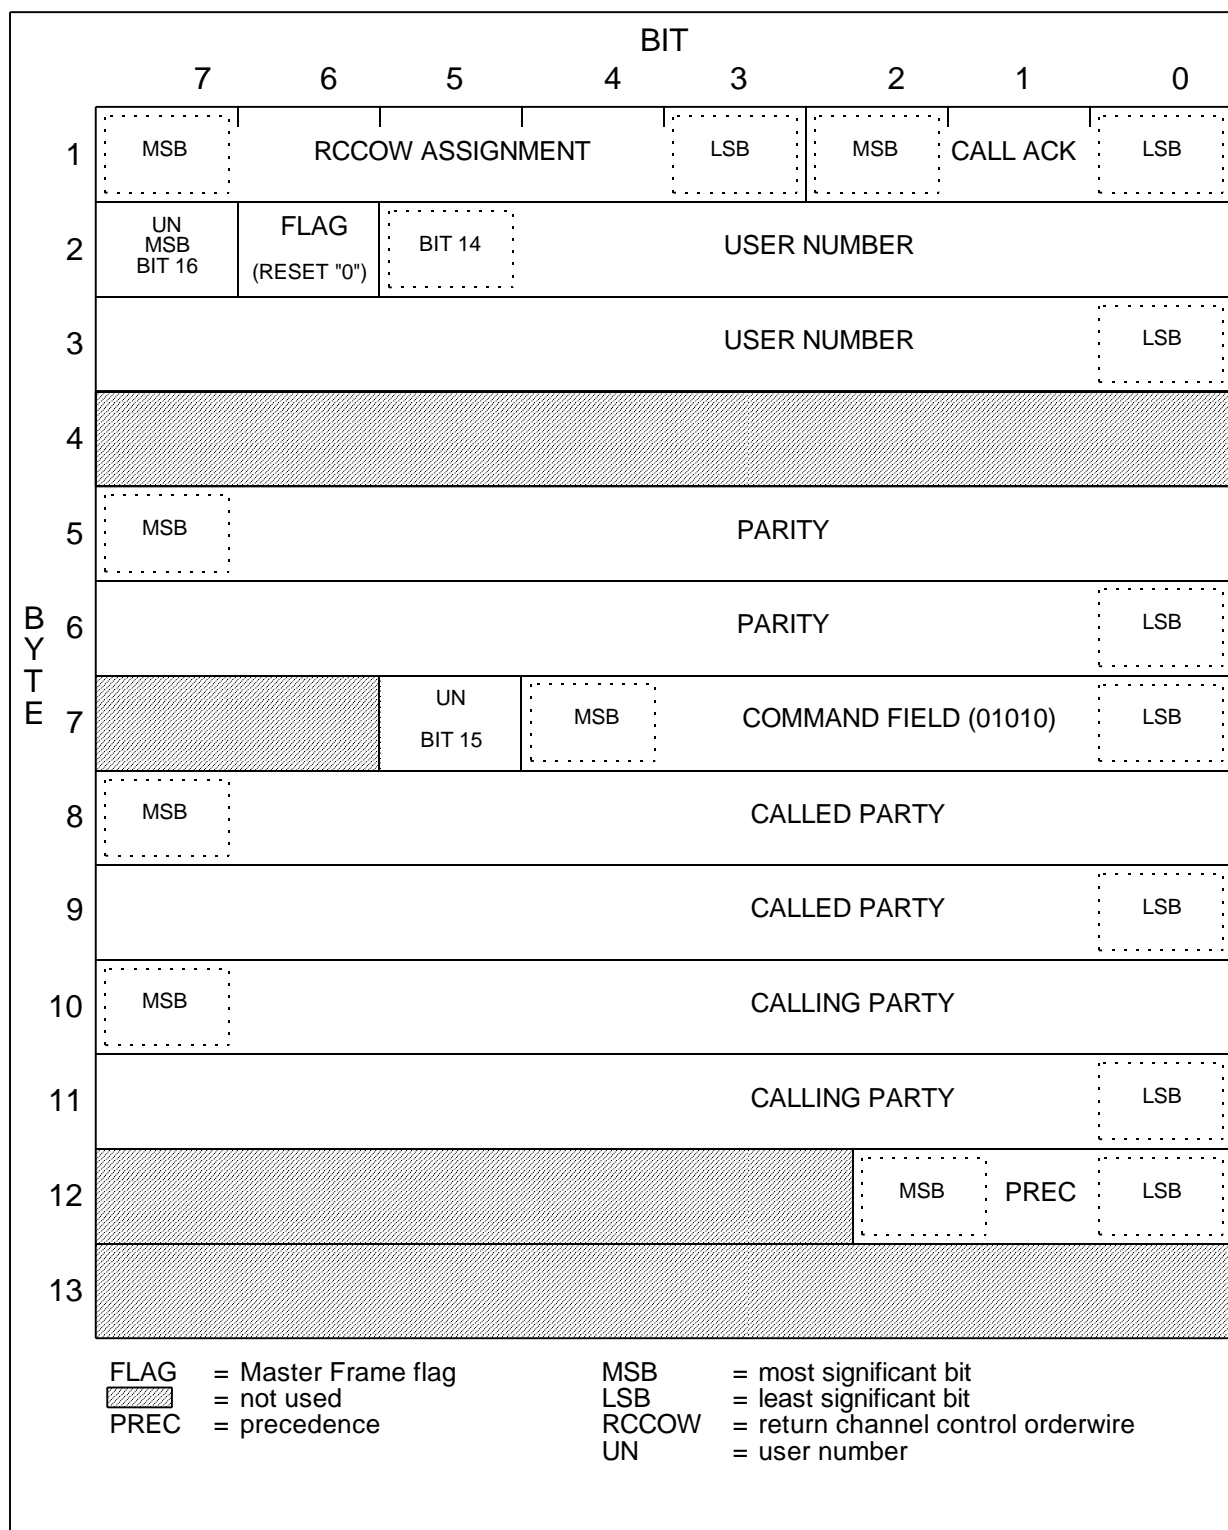 BIT
7 6 5 4 3 2 1 0
1 MSB RCCOW ASSIGNMENT LSB MSB CALL ACK LSB
2 UN MSB BIT 16 FLAG (RESET "0") BIT 14 USER NUMBER
3 USER NUMBER LSB
4
5 MSB PARITY
6 PARITY LSB
BYTE
7 UN BIT 15 MSB COMMAND FIELD (01010) LSB
8 MSB CALLED PARTY
9 CALLED PARTY LSB
10 MSB CALLING PARTY
11 CALLING PARTY LSB
12 MSB PREC LSB
13
FLAG = Master Frame flag
= not used
PREC = precedence
MSB = most significant bit
LSB = least significant bit
RCCOW = return channel control orderwire
UN = user number